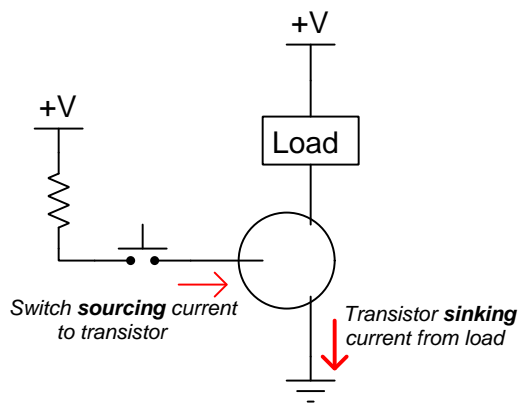 +V
+V
Load
Switch sourcing current
to transistor
Transistor sinking
current from load